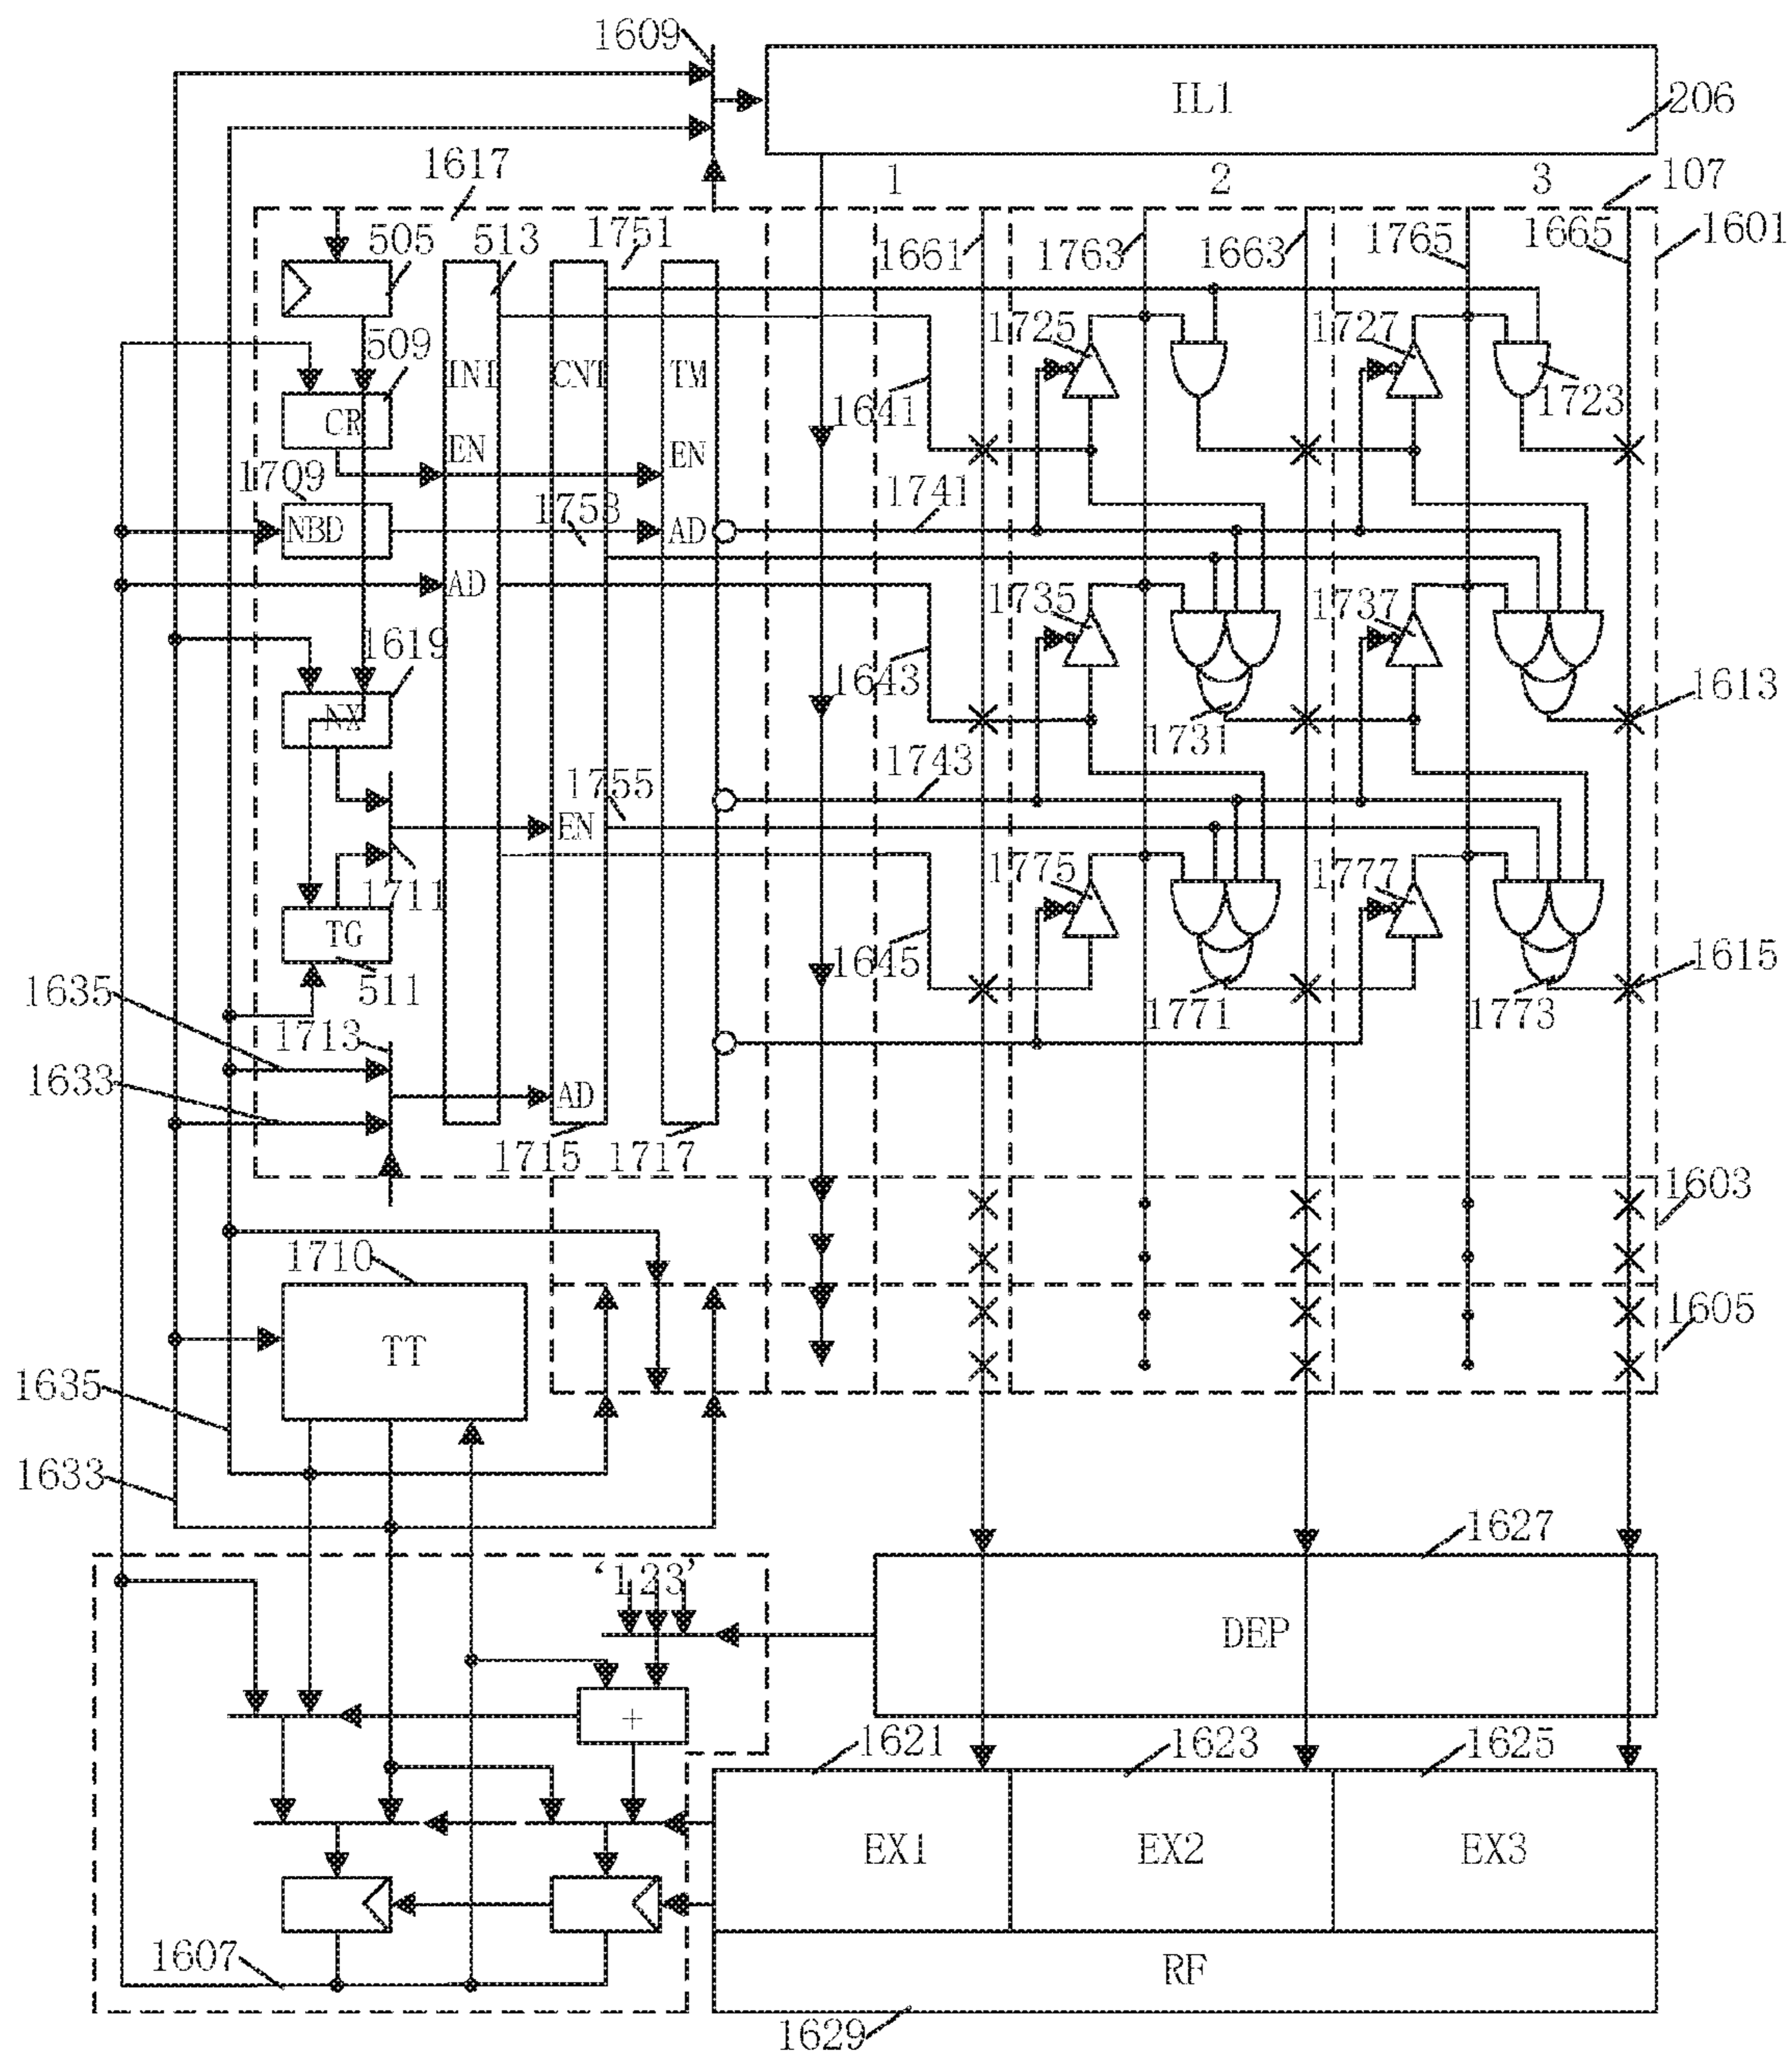 1609
IL1
206
1617
1
2
3
107
505
513
1751
1661
1763
1663
1765
1665
1601
509
INI
CNT
TM
1725
1727
1723
CR
EN
EN
1641
1709
NBD
1753
AD
1741
AD
1735
1737
1619
1643
1613
NX
1731
1743
1755
EN
1711
1775
1777
TG
1645
1615
511
1771
1773
1635
1713
1633
AD
1715
1717
1603
1710
1605
TT
1635
1633
1627
‘123’
DEP
+
1621
1623
1625
EX1
EX2
EX3
1607
RF
1629